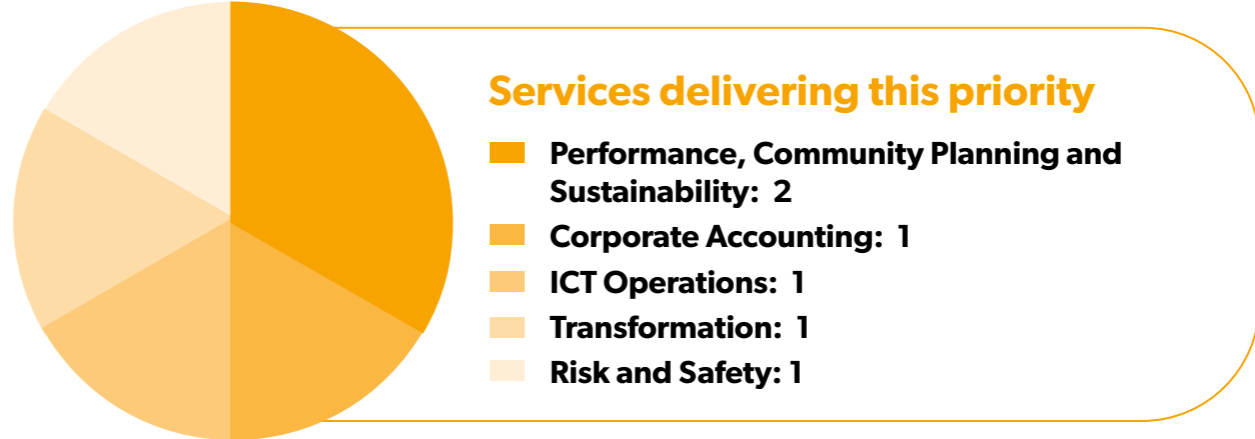 Services delivering this priority
Performance, Community Planning and
Sustainability: 2
Corporate Accounting: 1
ICT Operations: 1
Transformation: 1
Risk and Safety: 1